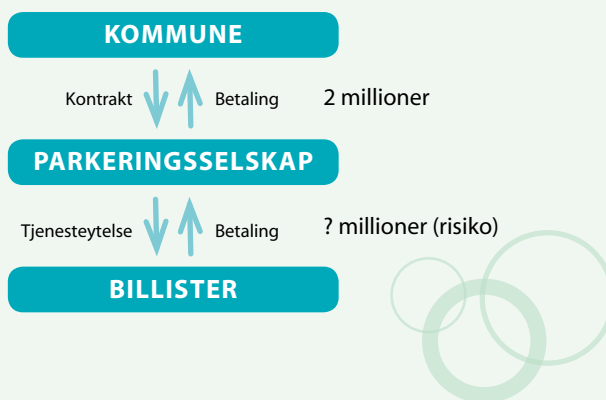 KOMMUNE
Kontrakt Betaling 2 millioner
PARKERINGSSELSKAP
Tjenesteytelse Betaling ? millioner (risiko)
BILLISTER